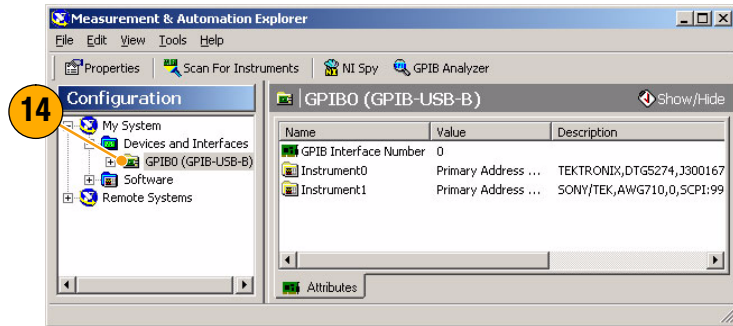 Measurement & Automation Explorer
File Edit View Tools Help
Properties Scan For Instruments NI Spy GPIB Analyzer
14
Configuration
GPIB0 (GPIB-USB-B) Show/Hide
My System
Devices and Interfaces
GPIB0 (GPIB-USB-B)
Software
Remote Systems
Name Value Description
GPIB Interface Number 0
Instrument0 Primary Address ... TEKTRONIX,DTG5274,J300167
Instrument1 Primary Address ... SONY/TEK,AWG710,0,SCPI:99
Attributes